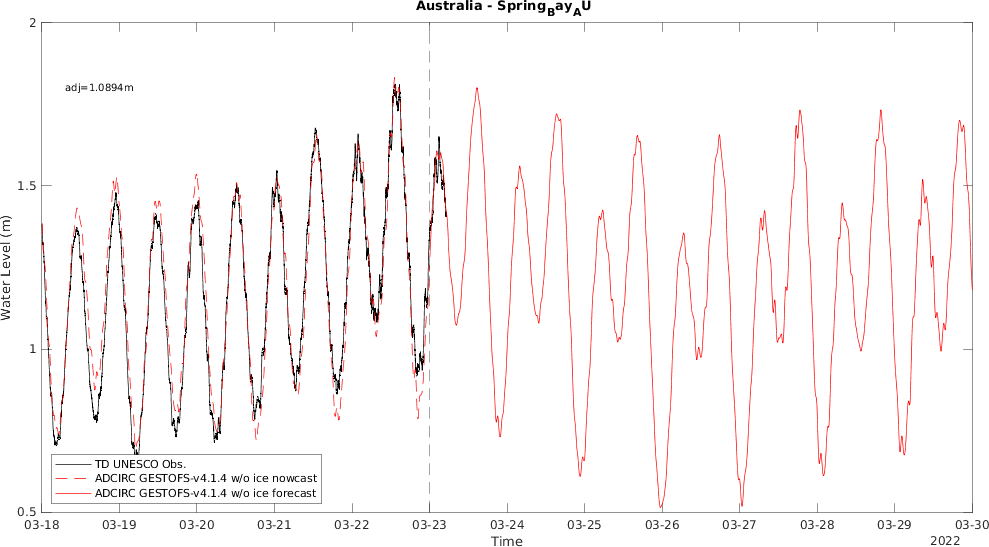 Australia - Spring_Bay_AU
2
adj=1.0894m
1.5
Water Level (m)
1
TD UNESCO Obs.
ADCIRC GESTOFS-v4.1.4 w/o ice nowcast
ADCIRC GESTOFS-v4.1.4 w/o ice forecast
0.5
03-18 03-19 03-20 03-21 03-22 03-23 03-24 03-25 03-26 03-27 03-28 03-29 03-30
Time
2022